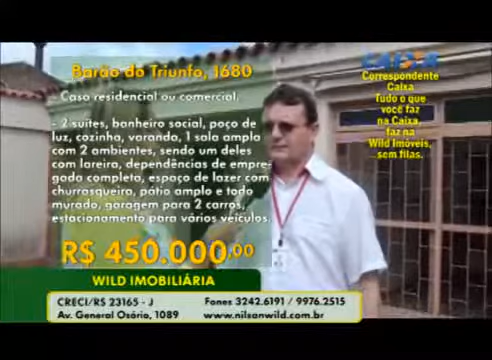 Barão do Triunfo, 1680
- Casa residencial ou comercial.
- 2 suítes, banheiro social, poço de
luz, cozinha, varanda, 1 sala ampla
com 2 ambientes, sendo um deles
com lareira, dependências de empre-
gada completa, espaço de lazer com
churrasqueira, pátio amplo e todo
murado, garagem para 2 carros,
estacionamento para vários veículos.
R$ 450.000,00
CAIXA
Correspondente
Caixa
Tudo o que
você faz
na Caixa,
faz na
Wild Imóveis,
sem filas.
WILD IMOBILIÁRIA
CRECI/RS 23165 - J
Fones 3242.6191 / 9976.2515
Av. General Osório, 1089
www.nilsonwild.com.br